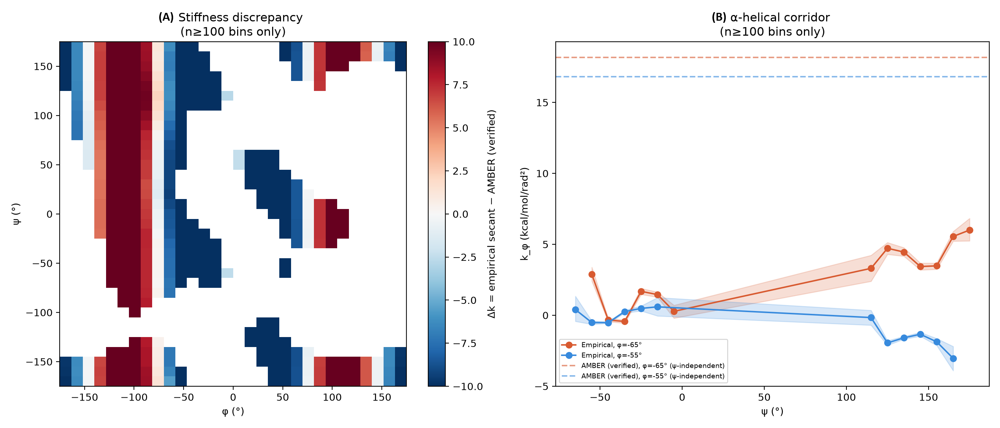 (A) Stiffness discrepancy
(n≥100 bins only)
150
100
50
0
−50
−100
−150
ψ (°)
−150
−100
−50
0
50
100
150
φ (°)
10.0
7.5
5.0
2.5
0.0
−2.5
−5.0
−7.5
−10.0
Δk = empirical secant − AMBER (verified)
(B) α-helical corridor
(n≥100 bins only)
15
10
5
0
−5
k_φ (kcal/mol/rad²)
Empirical, φ=-65°
Empirical, φ=-55°
AMBER (verified), φ=-65° (ψ-independent)
AMBER (verified), φ=-55° (ψ-independent)
−50
0
50
100
150
ψ (°)